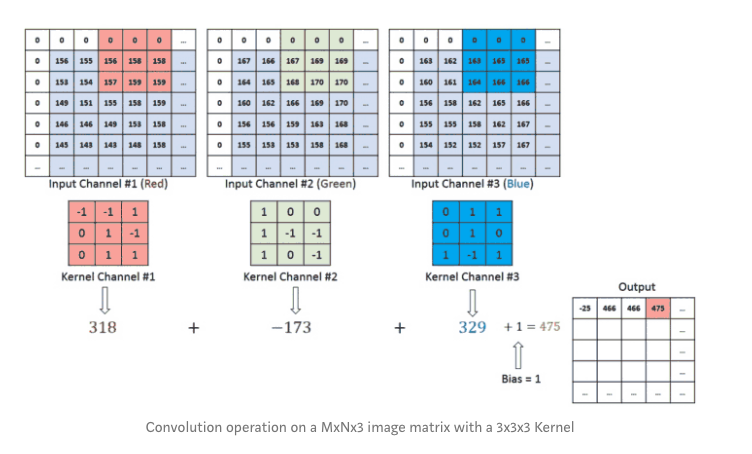 0 0 0 0 0 0 ... 0 0 0 0 0 0 ... 0 0 0 0 0 0 ...
0 156 155 156 158 158 ... 0 167 166 167 169 169 ... 0 163 162 163 165 165 ...
0 153 154 157 159 159 ... 0 164 165 168 170 170 ... 0 160 161 164 166 166 ...
0 149 151 155 158 159 ... 0 160 162 166 169 170 ... 0 156 158 162 165 166 ...
0 146 146 149 153 158 ... 0 156 156 159 163 168 ... 0 155 155 158 162 167 ...
0 145 143 143 148 158 ... 0 155 153 153 158 168 ... 0 154 152 152 157 167 ...
... ... ... ... ... ... ... ... ... ... ... ... ... ... ... ... ... ... ... ... ...
Input Channel #1 (Red) Input Channel #2 (Green) Input Channel #3 (Blue)
-1 -1 1 1 0 0 0 1 1
0 1 -1 1 -1 -1 0 1 0
0 1 1 1 0 -1 1 -1 1
Kernel Channel #1 Kernel Channel #2 Kernel Channel #3
318 + −173 + 329 + 1 = 475
Bias = 1
Output
-25 466 466 475 ...
...
...
...
... ... ... ... ...
Convolution operation on a MxNx3 image matrix with a 3x3x3 Kernel